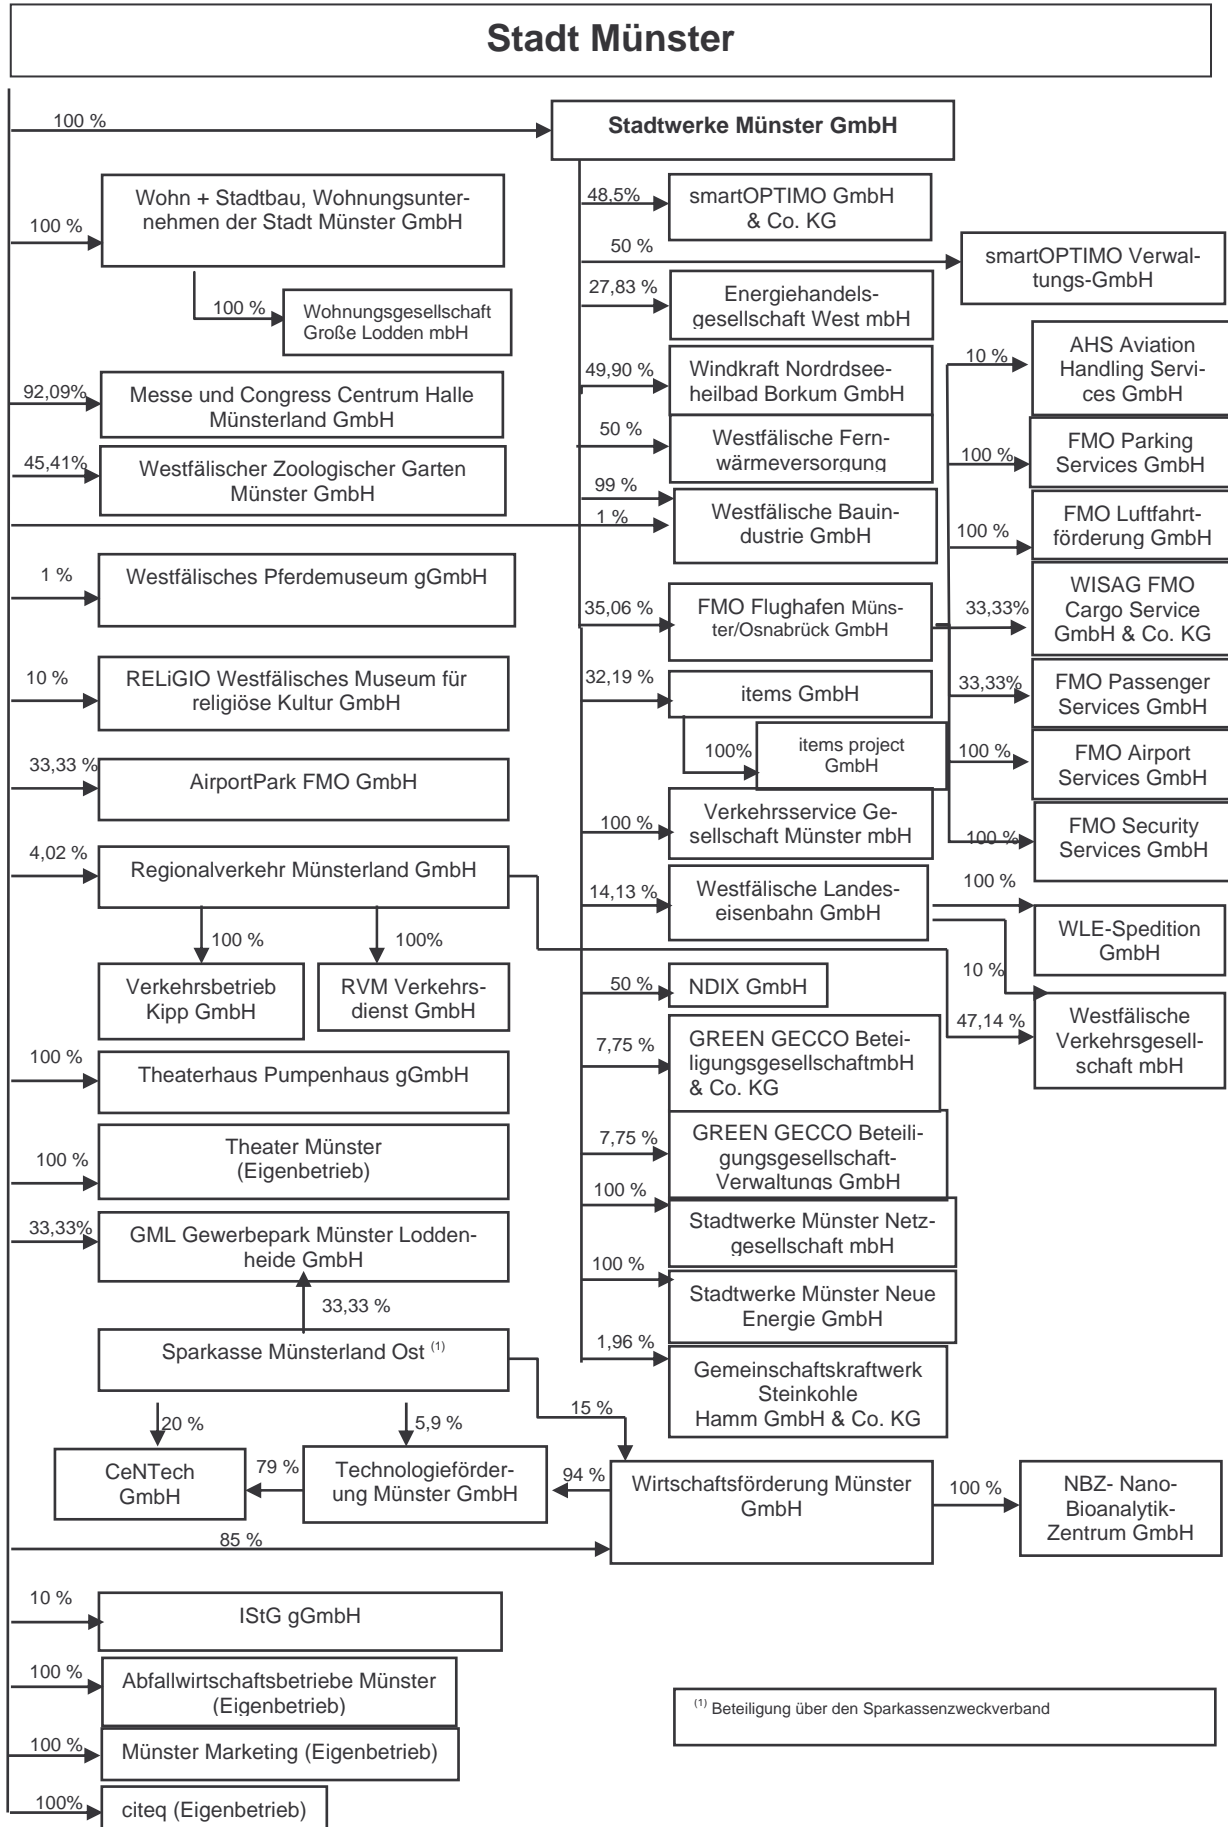 Stadt Münster
100 %
Stadtwerke Münster GmbH
100 %
Wohn + Stadtbau, Wohnungsunter-
nehmen der Stadt Münster GmbH
100 %
Wohnungsgesellschaft
Große Lodden mbH
92,09%
Messe und Congress Centrum Halle
Münsterland GmbH
45,41%
Westfälischer Zoologischer Garten
Münster GmbH
1 %
Westfälisches Pferdemuseum gGmbH
10 %
RELiGIO Westfälisches Museum für
religiöse Kultur GmbH
33,33 %
AirportPark FMO GmbH
4,02 %
Regionalverkehr Münsterland GmbH
100 %
100%
Verkehrsbetrieb
Kipp GmbH
RVM Verkehrs-
dienst GmbH
100 %
Theaterhaus Pumpenhaus gGmbH
100 %
Theater Münster
(Eigenbetrieb)
33,33%
GML Gewerbepark Münster Lodden-
heide GmbH
33,33 %
Sparkasse Münsterland Ost (1)
20 %
5,9 %
15 %
CeNTech
GmbH
79 %
Technologieförder-
ung Münster GmbH
94 %
Wirtschaftsförderung Münster
GmbH
100 %
NBZ- Nano-
Bioanalytik-
Zentrum GmbH
85 %
10 %
IStG gGmbH
100 %
Abfallwirtschaftsbetriebe Münster
(Eigenbetrieb)
100 %
Münster Marketing (Eigenbetrieb)
100%
citeq (Eigenbetrieb)
48,5%
smartOPTIMO GmbH
& Co. KG
50 %
smartOPTIMO Verwal-
tungs-GmbH
27,83 %
Energiehandels-
gesellschaft West mbH
49,90 %
Windkraft Nordrdsee-
heilbad Borkum GmbH
50 %
Westfälische Fern-
wärmeversorgung
99 %
1 %
Westfälische Bauin-
dustrie GmbH
35,06 %
FMO Flughafen Müns-
ter/Osnabrück GmbH
32,19 %
items GmbH
100%
items project
GmbH
100 %
Verkehrsservice Ge-
sellschaft Münster mbH
14,13 %
Westfälische Landes-
eisenbahn GmbH
50 %
NDIX GmbH
7,75 %
GREEN GECCO Betei-
ligungsgesellschaftmbH
& Co. KG
7,75 %
GREEN GECCO Beteili-
gungsgesellschaft-
Verwaltungs GmbH
100 %
Stadtwerke Münster Netz-
gesellschaft mbH
100 %
Stadtwerke Münster Neue
Energie GmbH
1,96 %
Gemeinschaftskraftwerk
Steinkohle
Hamm GmbH & Co. KG
10 %
AHS Aviation
Handling Servi-
ces GmbH
100 %
FMO Parking
Services GmbH
100 %
FMO Luftfahrt-
förderung GmbH
33,33%
WISAG FMO
Cargo Service
GmbH & Co. KG
33,33%
FMO Passenger
Services GmbH
100 %
FMO Airport
Services GmbH
100 %
FMO Security
Services GmbH
100 %
WLE-Spedition
GmbH
10 %
47,14 %
Westfälische
Verkehrsgesell-
schaft mbH
(1) Beteiligung über den Sparkassenzweckverband